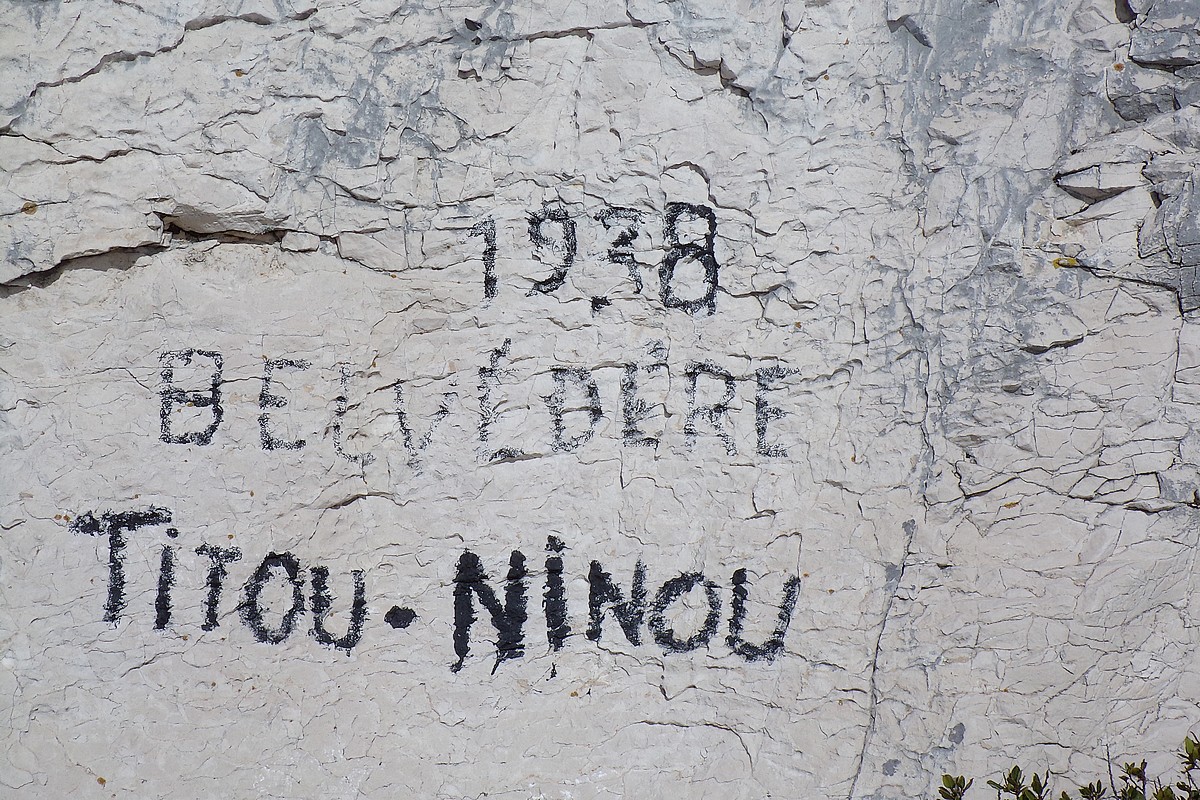 1938
BELVÉDÈRE
TiTOU. NiNOU